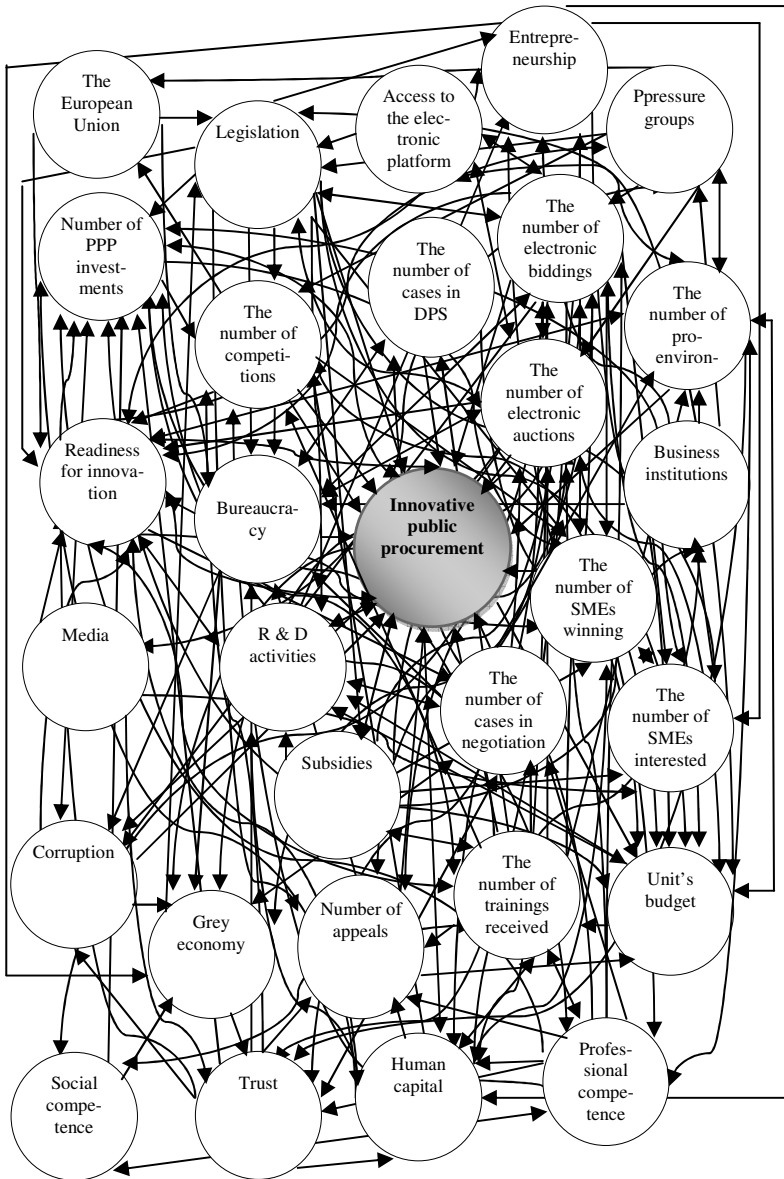 Entrepre-
neurship
The
European
Union
Access to
the elec-
tronic
platform
Ppressure
groups
Legislation
Number of
PPP
invest-
ments
The
number of
electronic
biddings
The
number of
cases in
DPS
The
number of
pro-
environ-
The
number of
competi-
tions
The
number of
electronic
auctions
Readiness
for innova-
tion
Business
institutions
Bureaucra-
cy
Innovative
public
procurement
The
number of
SMEs
winning
Media
R & D
activities
The
number of
cases in
negotiation
The
number of
SMEs
interested
Subsidies
Corruption
The
number of
trainings
received
Unit's
budget
Grey
economy
Number of
appeals
Social
compe-
tence
Trust
Human
capital
Profes-
sional
compe-
tence